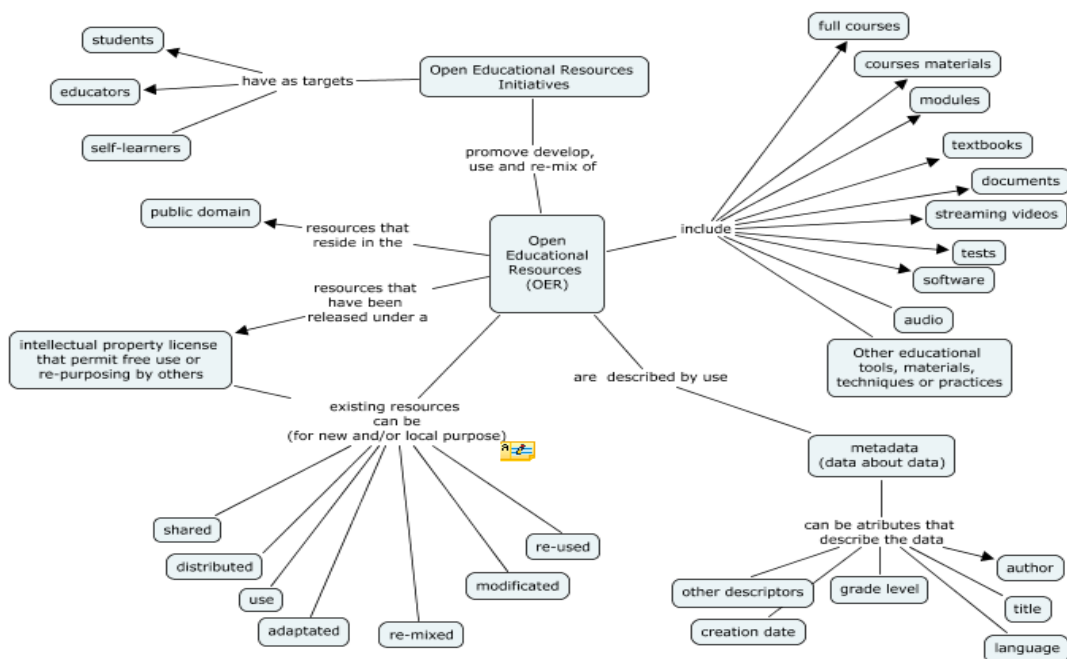 students
educators
self-learners
have as targets
Open Educational Resources
Initiatives
promove develop,
use and re-mix of
public domain
resources that
reside in the
Open
Educational
Resources
(OER)
resources that
have been
released under a
intellectual property license
that permit free use or
re-purposing by others
existing resources
can be
(for new and/or local purpose)
shared
distributed
use
adaptated
re-mixed
modificated
re-used
include
full courses
courses materials
modules
textbooks
documents
streaming videos
tests
software
audio
Other educational
tools, materials,
techniques or practices
are described by use
metadata
(data about data)
can be atributes that
describe the data
other descriptors
creation date
grade level
author
title
language